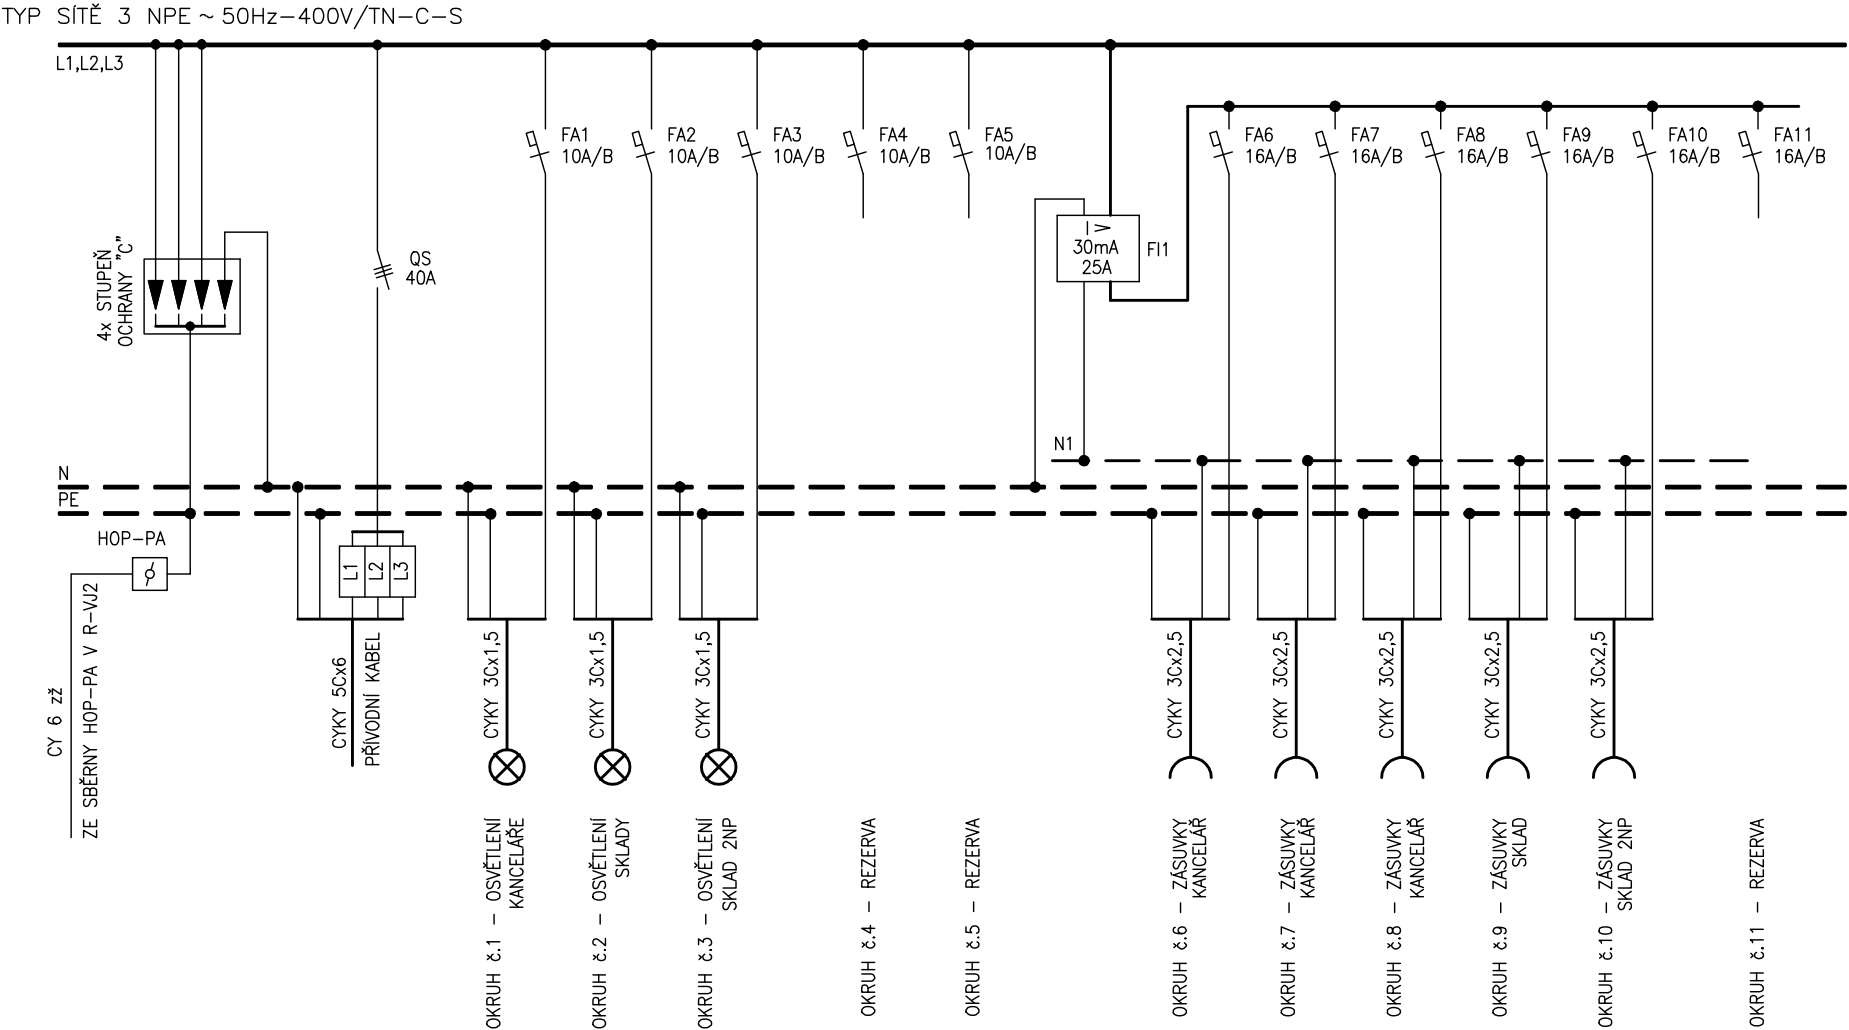 TYP SÍTĚ 3 NPE ~ 50Hz-400V/TN-C-S
L1,L2,L3
FA1
10A/B
FA2
10A/B
FA3
10A/B
FA4
10A/B
FA5
10A/B
FA6
16A/B
FA7
16A/B
FA8
16A/B
FA9
16A/B
FA10
16A/B
FA11
16A/B
4x STUPEŇ
OCHRANY "C"
QS
40A
I >
30mA
25A
FI1
N1
N
PE
HOP-PA
L1
L2
L3
CY 6 zž
ZE SBĚRNY HOP-PA V R-VJ2
CYKY 5Cx6
PŘÍVODNÍ KABEL
CYKY 3Cx1,5
CYKY 3Cx1,5
CYKY 3Cx1,5
CYKY 3Cx2,5
CYKY 3Cx2,5
CYKY 3Cx2,5
CYKY 3Cx2,5
CYKY 3Cx2,5
OKRUH č.1 - OSVĚTLENÍ
KANCELÁŘE
OKRUH č.2 - OSVĚTLENÍ
SKLADY
OKRUH č.3 - OSVĚTLENÍ
SKLAD 2NP
OKRUH č.4 - REZERVA
OKRUH č.5 - REZERVA
OKRUH č.6 - ZÁSUVKY
KANCELÁŘ
OKRUH č.7 - ZÁSUVKY
KANCELÁŘ
OKRUH č.8 - ZÁSUVKY
KANCELÁŘ
OKRUH č.9 - ZÁSUVKY
SKLAD
OKRUH č.10 - ZÁSUVKY
SKLAD 2NP
OKRUH č.11 - REZERVA